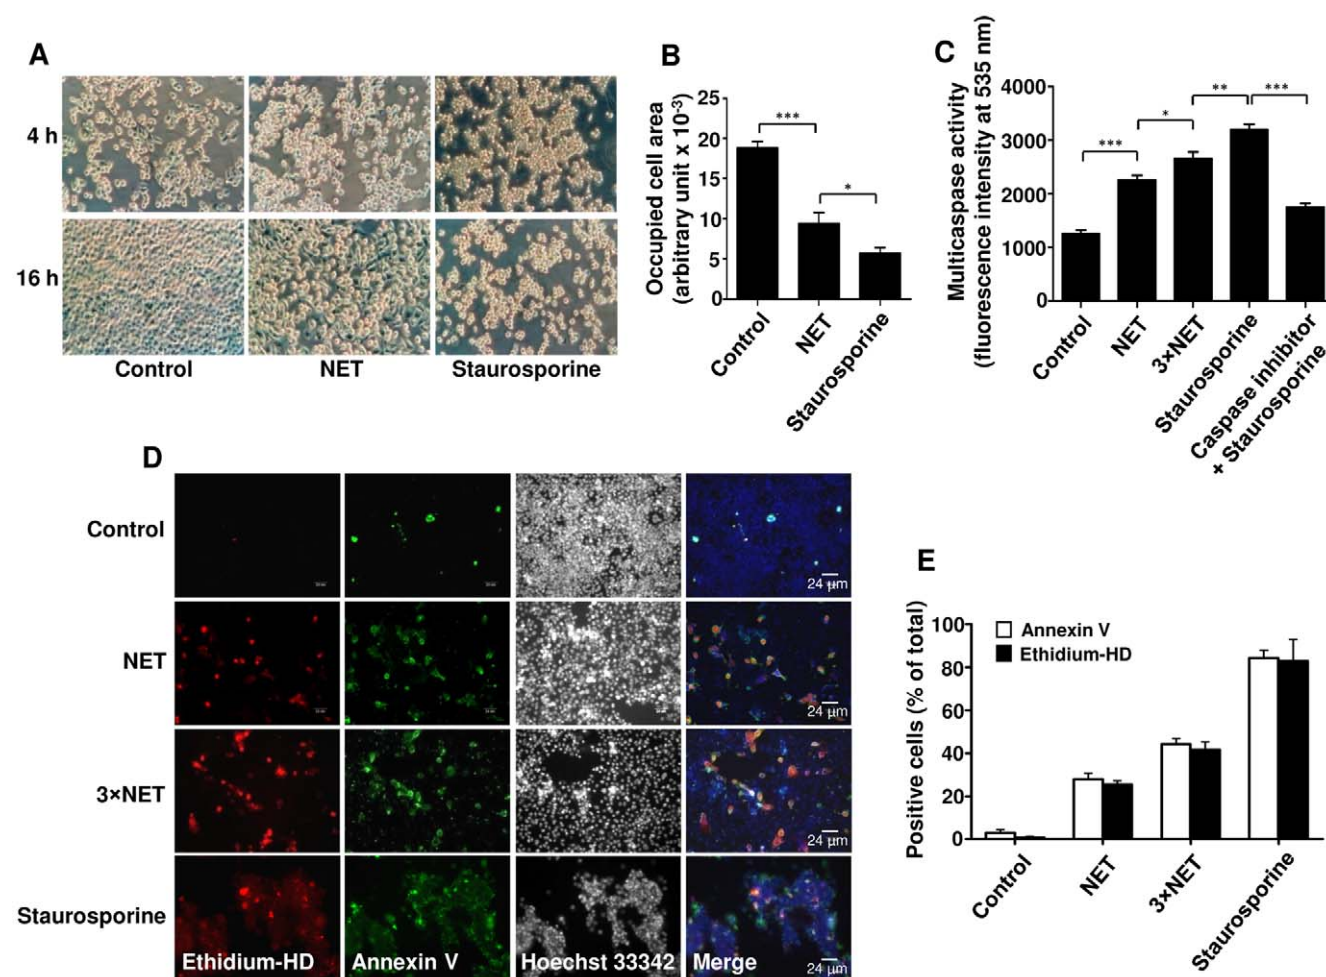 A
4 h
16 h
Control
NET
Staurosporine
B
Occupied cell area
(arbitrary unit x 10-3)
25
20
15
10
5
0
***
*
Control
NET
Staurosporine
C
Multicaspase activity
(fluorescence intensity at 535 nm)
4000
3000
2000
1000
0
***
*
**
***
Control
NET
3×NET
Staurosporine
Caspase inhibitor
+ Staurosporine
D
Control
24 µm
NET
24 µm
3×NET
24 µm
Staurosporine
24 µm
Ethidium-HD
Annexin V
Hoechst 33342
Merge
E
Positive cells (% of total)
100
80
60
40
20
0
Annexin V
Ethidium-HD
Control
NET
3×NET
Staurosporine